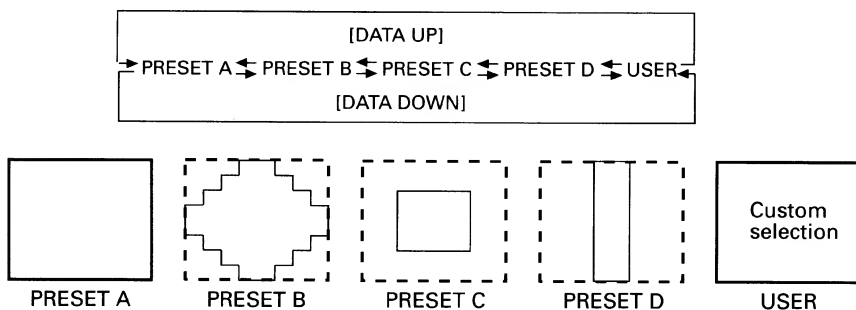 [DATA UP]
PRESET A PRESET B PRESET C PRESET D USER
[DATA DOWN]
Custom
selection
PRESET A PRESET B PRESET C PRESET D USER